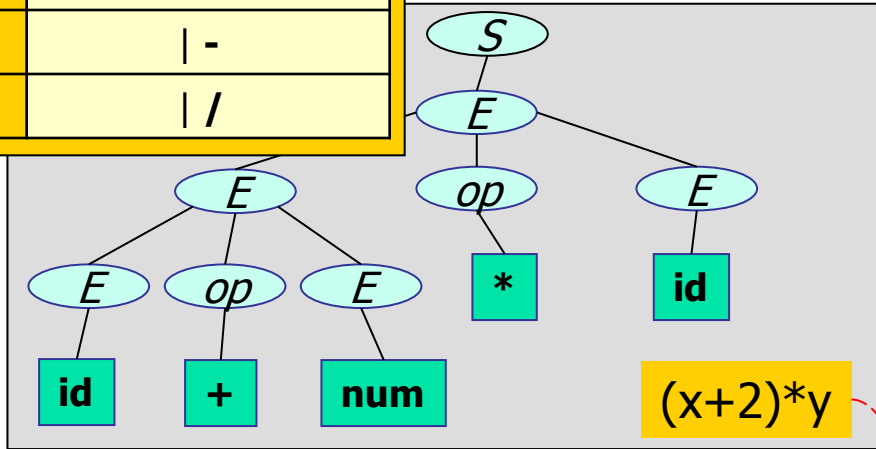 | -
| /
S
E
E op E
E op E * id
id + num
(x+2)*y